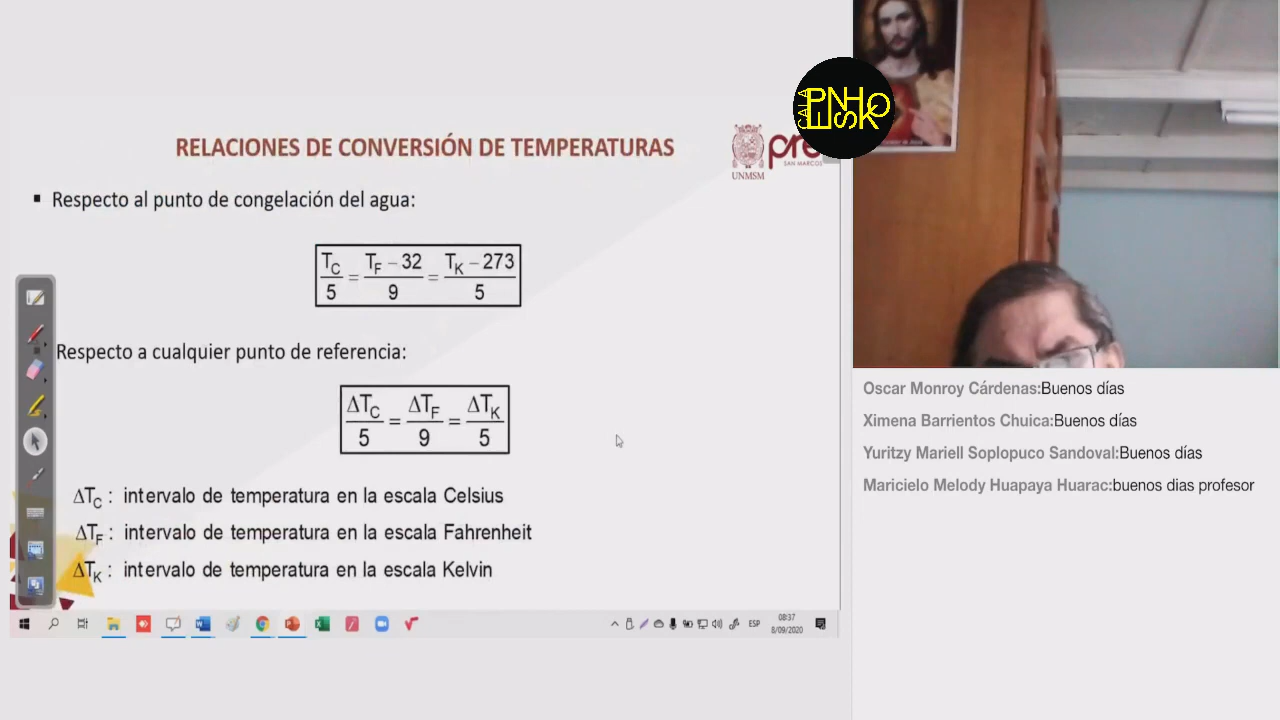 RELACIONES DE CONVERSIÓN DE TEMPERATURAS
UNMSM
pre
SAN MARCOS
▪ Respecto al punto de congelación del agua:
T_C/5 = (T_F − 32)/9 = (T_K − 273)/5
Respecto a cualquier punto de referencia:
ΔT_C/5 = ΔT_F/9 = ΔT_K/5
ΔT_C : intervalo de temperatura en la escala Celsius
ΔT_F : intervalo de temperatura en la escala Fahrenheit
ΔT_K : intervalo de temperatura en la escala Kelvin
ESP
08:37
8/09/2020
Oscar Monroy Cárdenas:Buenos días
Ximena Barrientos Chuica:Buenos días
Yuritzy Mariell Soplopuco Sandoval:Buenos días
Maricielo Melody Huapaya Huarac:buenos dias profesor